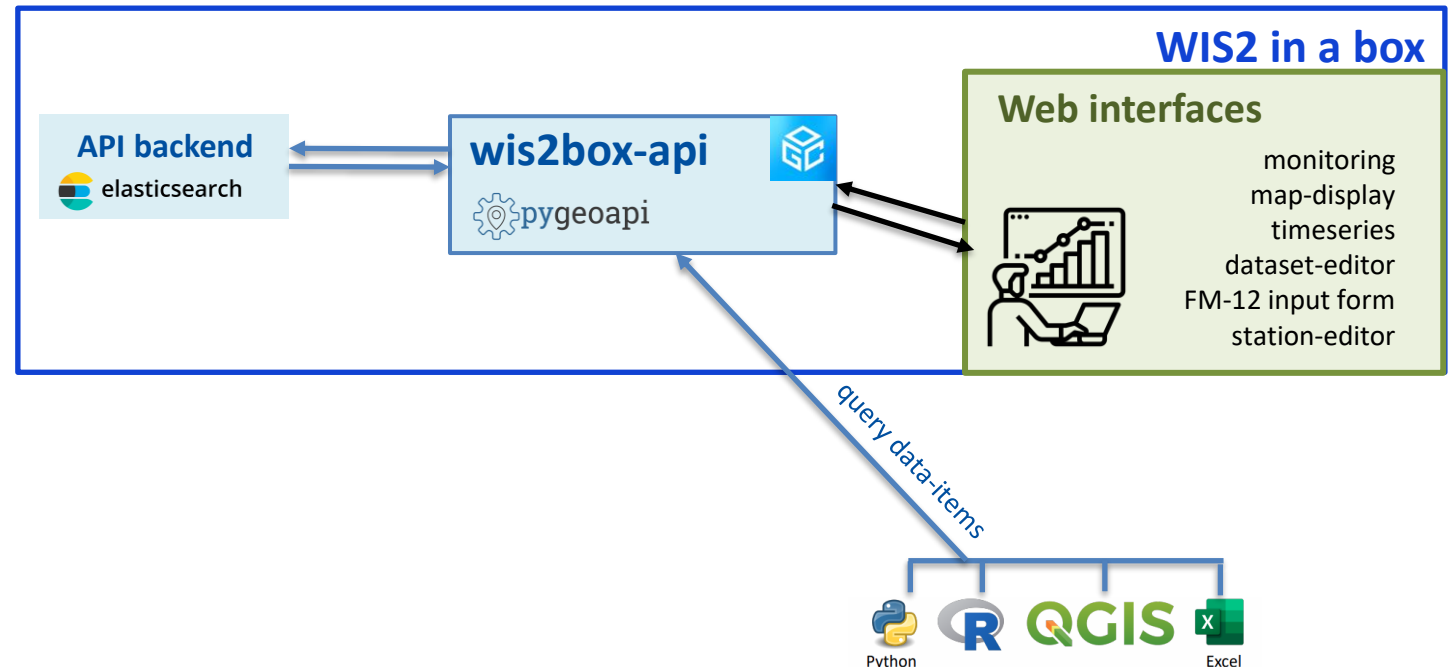 WIS2 in a box
API backend
elasticsearch
wis2box-api
pygeoapi
OGC
Web interfaces
monitoring
map-display
timeseries
dataset-editor
FM-12 input form
station-editor
query data-items
Python
R
QGIS
X
Excel